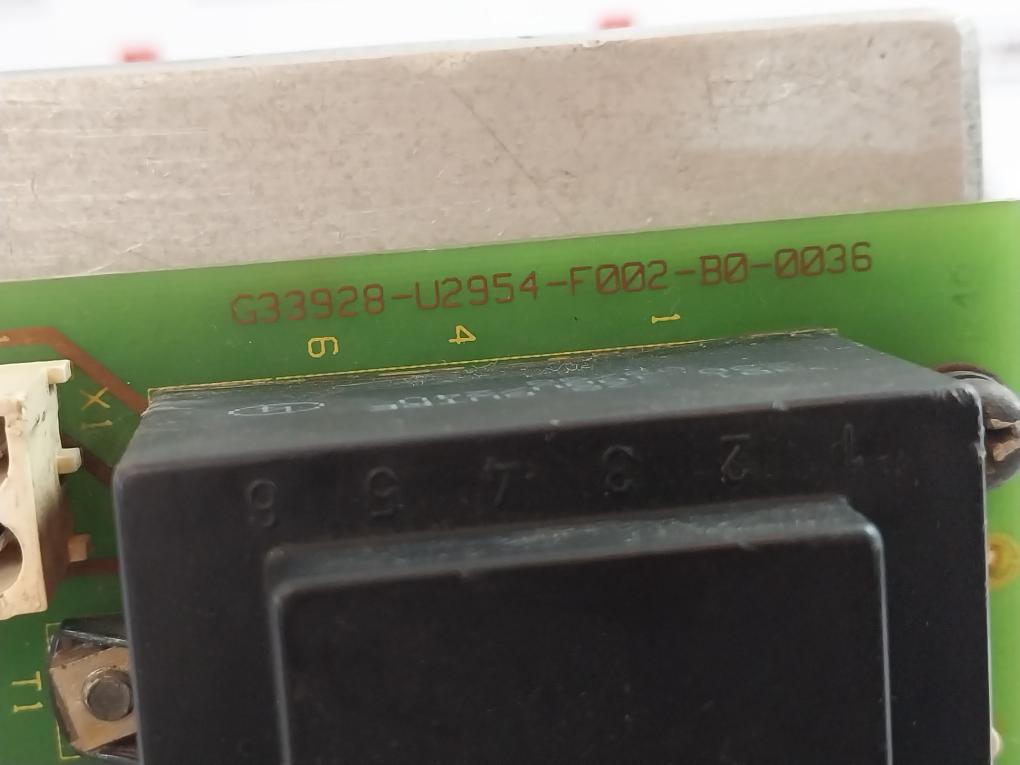 G33928-U2954-F002-B0-0036
6 4 1
X1
6 5 4 3 2 1
T1